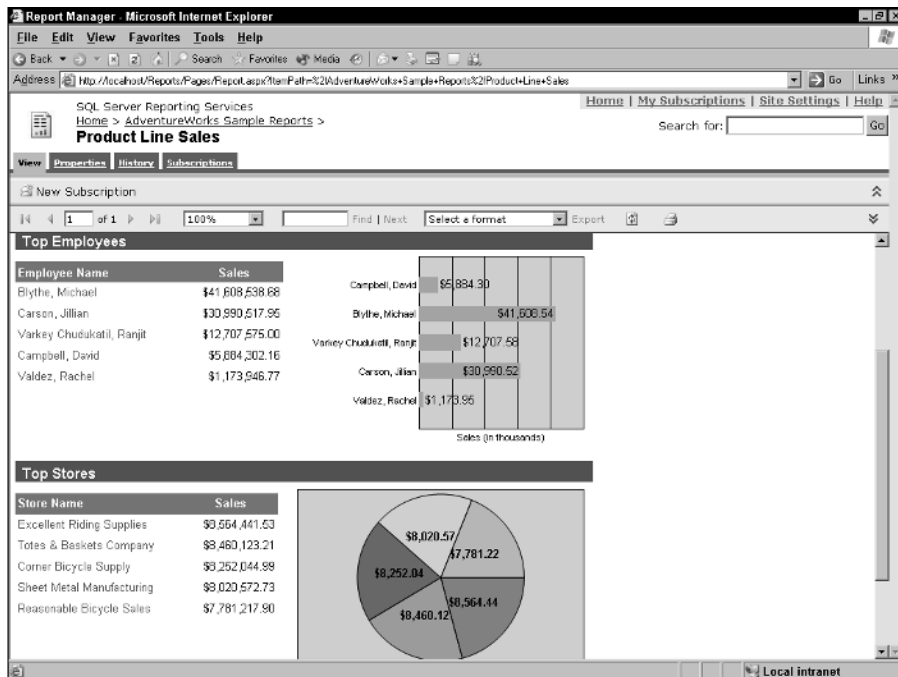 Report Manager - Microsoft Internet Explorer
File Edit View Favorites Tools Help
Back Search Favorites Media
Address http://localhost/Reports/Pages/Report.aspx?ItemPath=%2fAdventureWorks+Sample+Reports%2fProduct+Line+Sales Go Links »
SQL Server Reporting Services
Home | My Subscriptions | Site Settings | Help
Home > AdventureWorks Sample Reports >
Product Line Sales
Search for: Go
View Properties History Subscriptions
New Subscription
1 of 1 100% Find | Next Select a format Export
Top Employees
Employee Name Sales
Blythe, Michael $41,608,538.68
Carson, Jillian $30,990,517.95
Varkey Chudukatil, Ranjit $12,707,575.00
Campbell, David $5,884,302.16
Valdez, Rachel $1,173,946.77
Campbell, David $5,884.30
Blythe, Michael $41,608.54
Varkey Chudukatil, Ranjit $12,707.58
Carson, Jillian $30,990.52
Valdez, Rachel $1,173.95
Sales (in thousands)
Top Stores
Store Name Sales
Excellent Riding Supplies $8,564,441.53
Totes & Baskets Company $8,460,123.21
Corner Bicycle Supply $8,252,044.99
Sheet Metal Manufacturing $8,020,572.73
Reasonable Bicycle Sales $7,781,217.90
$8,020.57
$7,781.22
$8,252.04
$8,564.44
$8,460.12
Local intranet